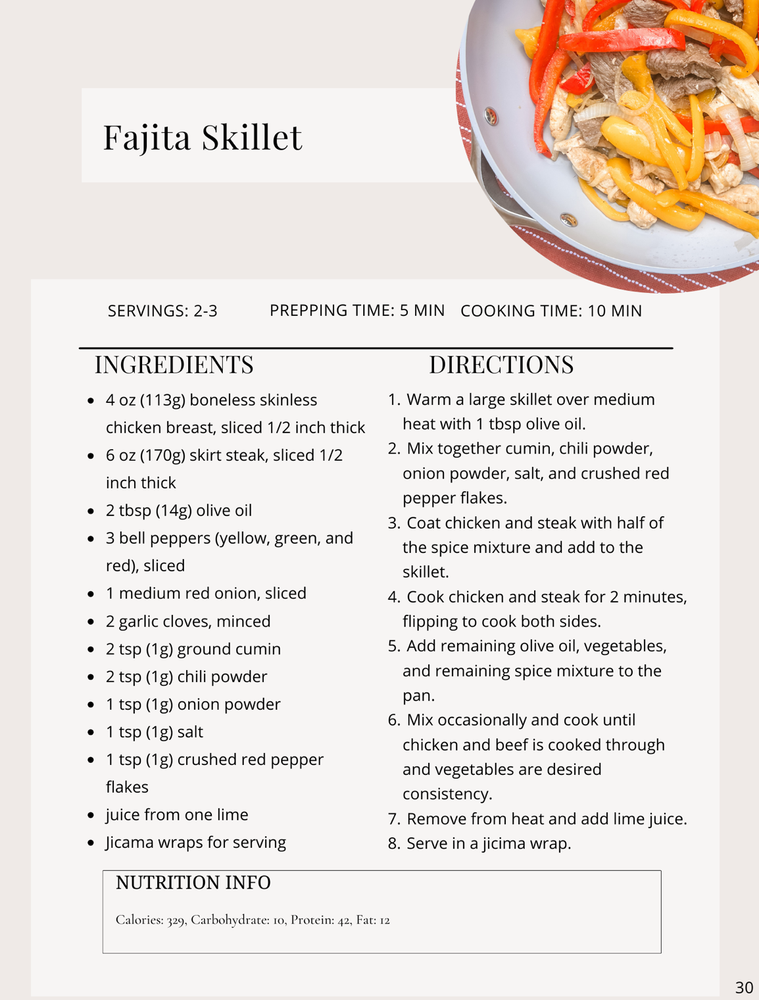 Fajita Skillet
SERVINGS: 2-3 PREPPING TIME: 5 MIN COOKING TIME: 10 MIN
INGREDIENTS
• 4 oz (113g) boneless skinless
chicken breast, sliced 1/2 inch thick
• 6 oz (170g) skirt steak, sliced 1/2
inch thick
• 2 tbsp (14g) olive oil
• 3 bell peppers (yellow, green, and
red), sliced
• 1 medium red onion, sliced
• 2 garlic cloves, minced
• 2 tsp (1g) ground cumin
• 2 tsp (1g) chili powder
• 1 tsp (1g) onion powder
• 1 tsp (1g) salt
• 1 tsp (1g) crushed red pepper
flakes
• juice from one lime
• Jicama wraps for serving
DIRECTIONS
1. Warm a large skillet over medium
heat with 1 tbsp olive oil.
2. Mix together cumin, chili powder,
onion powder, salt, and crushed red
pepper flakes.
3. Coat chicken and steak with half of
the spice mixture and add to the
skillet.
4. Cook chicken and steak for 2 minutes,
flipping to cook both sides.
5. Add remaining olive oil, vegetables,
and remaining spice mixture to the
pan.
6. Mix occasionally and cook until
chicken and beef is cooked through
and vegetables are desired
consistency.
7. Remove from heat and add lime juice.
8. Serve in a jicima wrap.
NUTRITION INFO
Calories: 329, Carbohydrate: 10, Protein: 42, Fat: 12
30